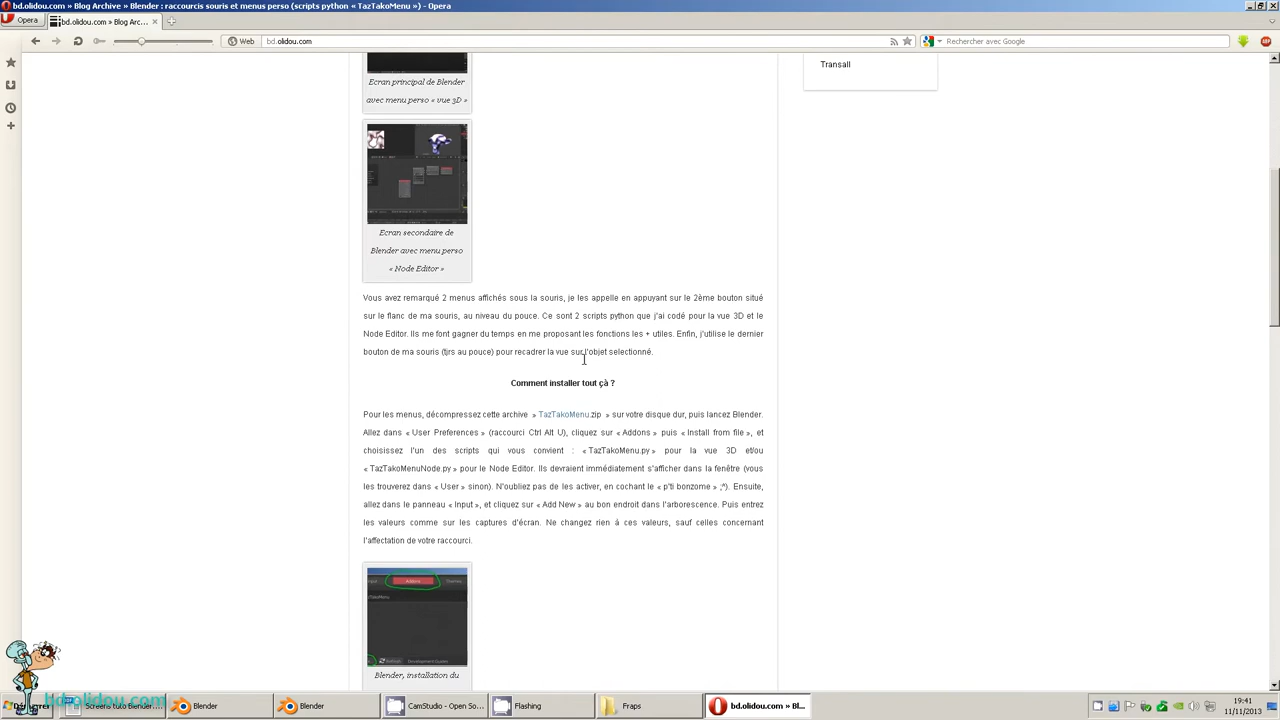 bd.olidou.com » Blog Archive » Blender : raccourcis souris et menus perso (scripts python « TazTakoMenu ») - Opera
Opera
bd.olidou.com » Blog Arc...
Web
bd.olidou.com
Rechercher avec Google
Transall
Ecran principal de Blender
avec menu perso « vue 3D »
Ecran secondaire de
Blender avec menu perso
« Node Editor »
Vous avez remarqué 2 menus affichés sous la souris, je les appelle en appuyant sur le 2ème bouton situé
sur le flanc de ma souris, au niveau du pouce. Ce sont 2 scripts python que j'ai codé pour la vue 3D et le
Node Editor. Ils me font gagner du temps en me proposant les fonctions les + utiles. Enfin, j'utilise le dernier
bouton de ma souris (tjrs au pouce) pour recadrer la vue sur l'objet selectionné.
Comment installer tout çà ?
Pour les menus, décompressez cette archive » TazTakoMenu.zip » sur votre disque dur, puis lancez Blender.
Allez dans « User Preferences » (raccourci Ctrl Alt U), cliquez sur « Addons » puis « Install from file », et
choisissez l'un des scripts qui vous convient : « TazTakoMenu.py » pour la vue 3D et/ou
« TazTakoMenuNode.py » pour le Node Editor. Ils devraient immédiatement s'afficher dans la fenêtre (vous
les trouverez dans « User » sinon). N'oubliez pas de les activer, en cochant le « p'ti bonzome » ;^). Ensuite,
allez dans le panneau « Input », et cliquez sur « Add New » au bon endroit dans l'arborescence. Puis entrez
les valeurs comme sur les captures d'écran. Ne changez rien á ces valeurs, sauf celles concernant
l'affectation de votre raccourci.
Addons
Themes
Refresh
Blender, installation du
bd.olidou.com
Screens tuto Blender...
Blender
Blender
CamStudio - Open So...
Flashing
Fraps
bd.olidou.com » Bl...
19:41
11/11/2013